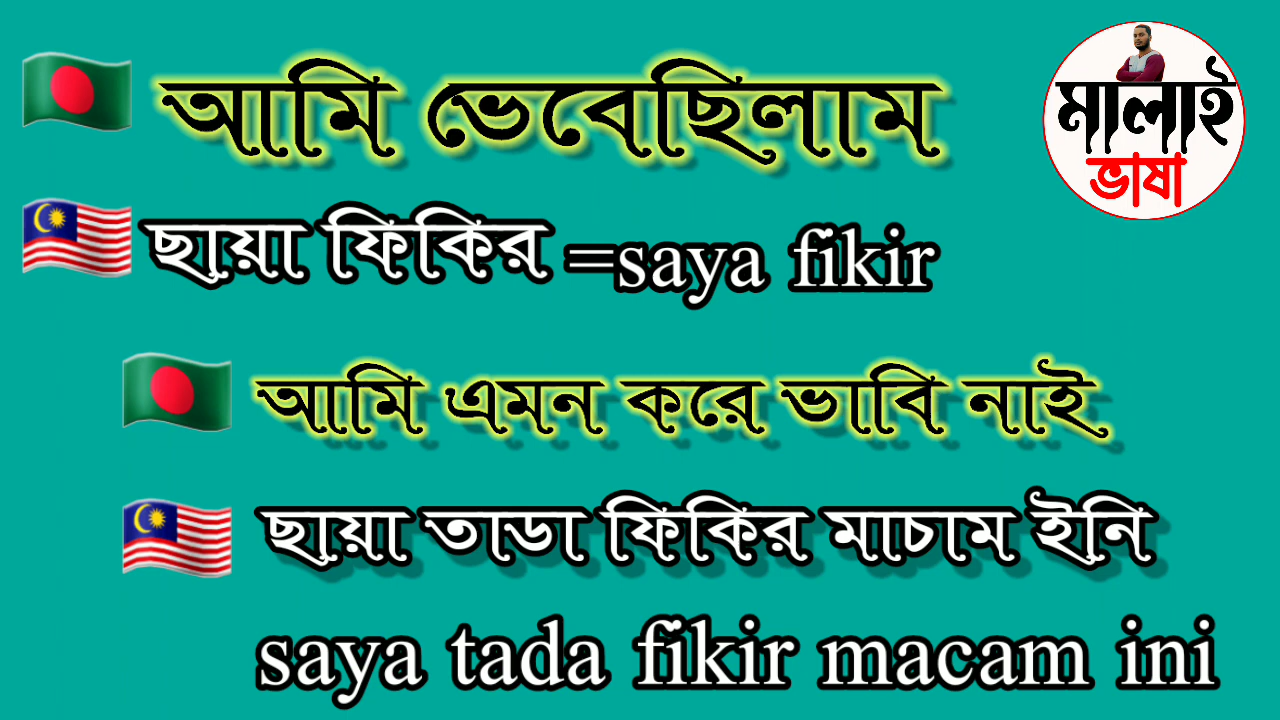 আমি ভেবেছিলাম
মালাই
ভাষা
ছায়া ফিকির =saya fikir
আমি এমন করে ভাবি নাই
ছায়া তাডা ফিকির মাচাম ইনি
saya tada fikir macam ini